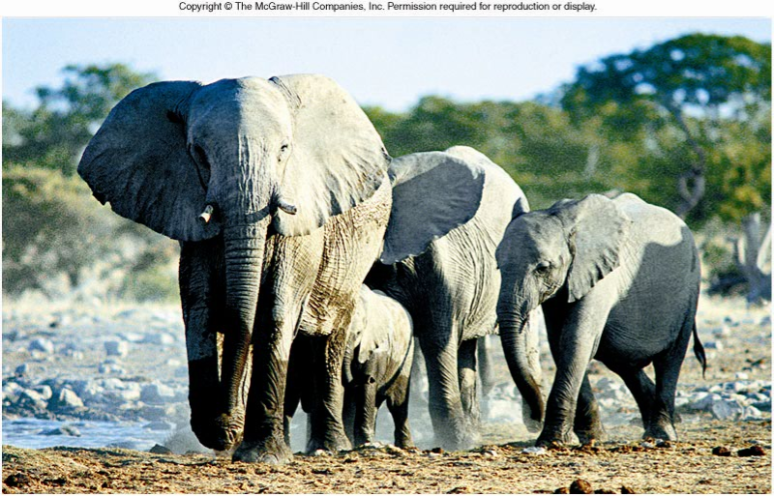 Copyright © The McGraw-Hill Companies, Inc. Permission required for reproduction or display.